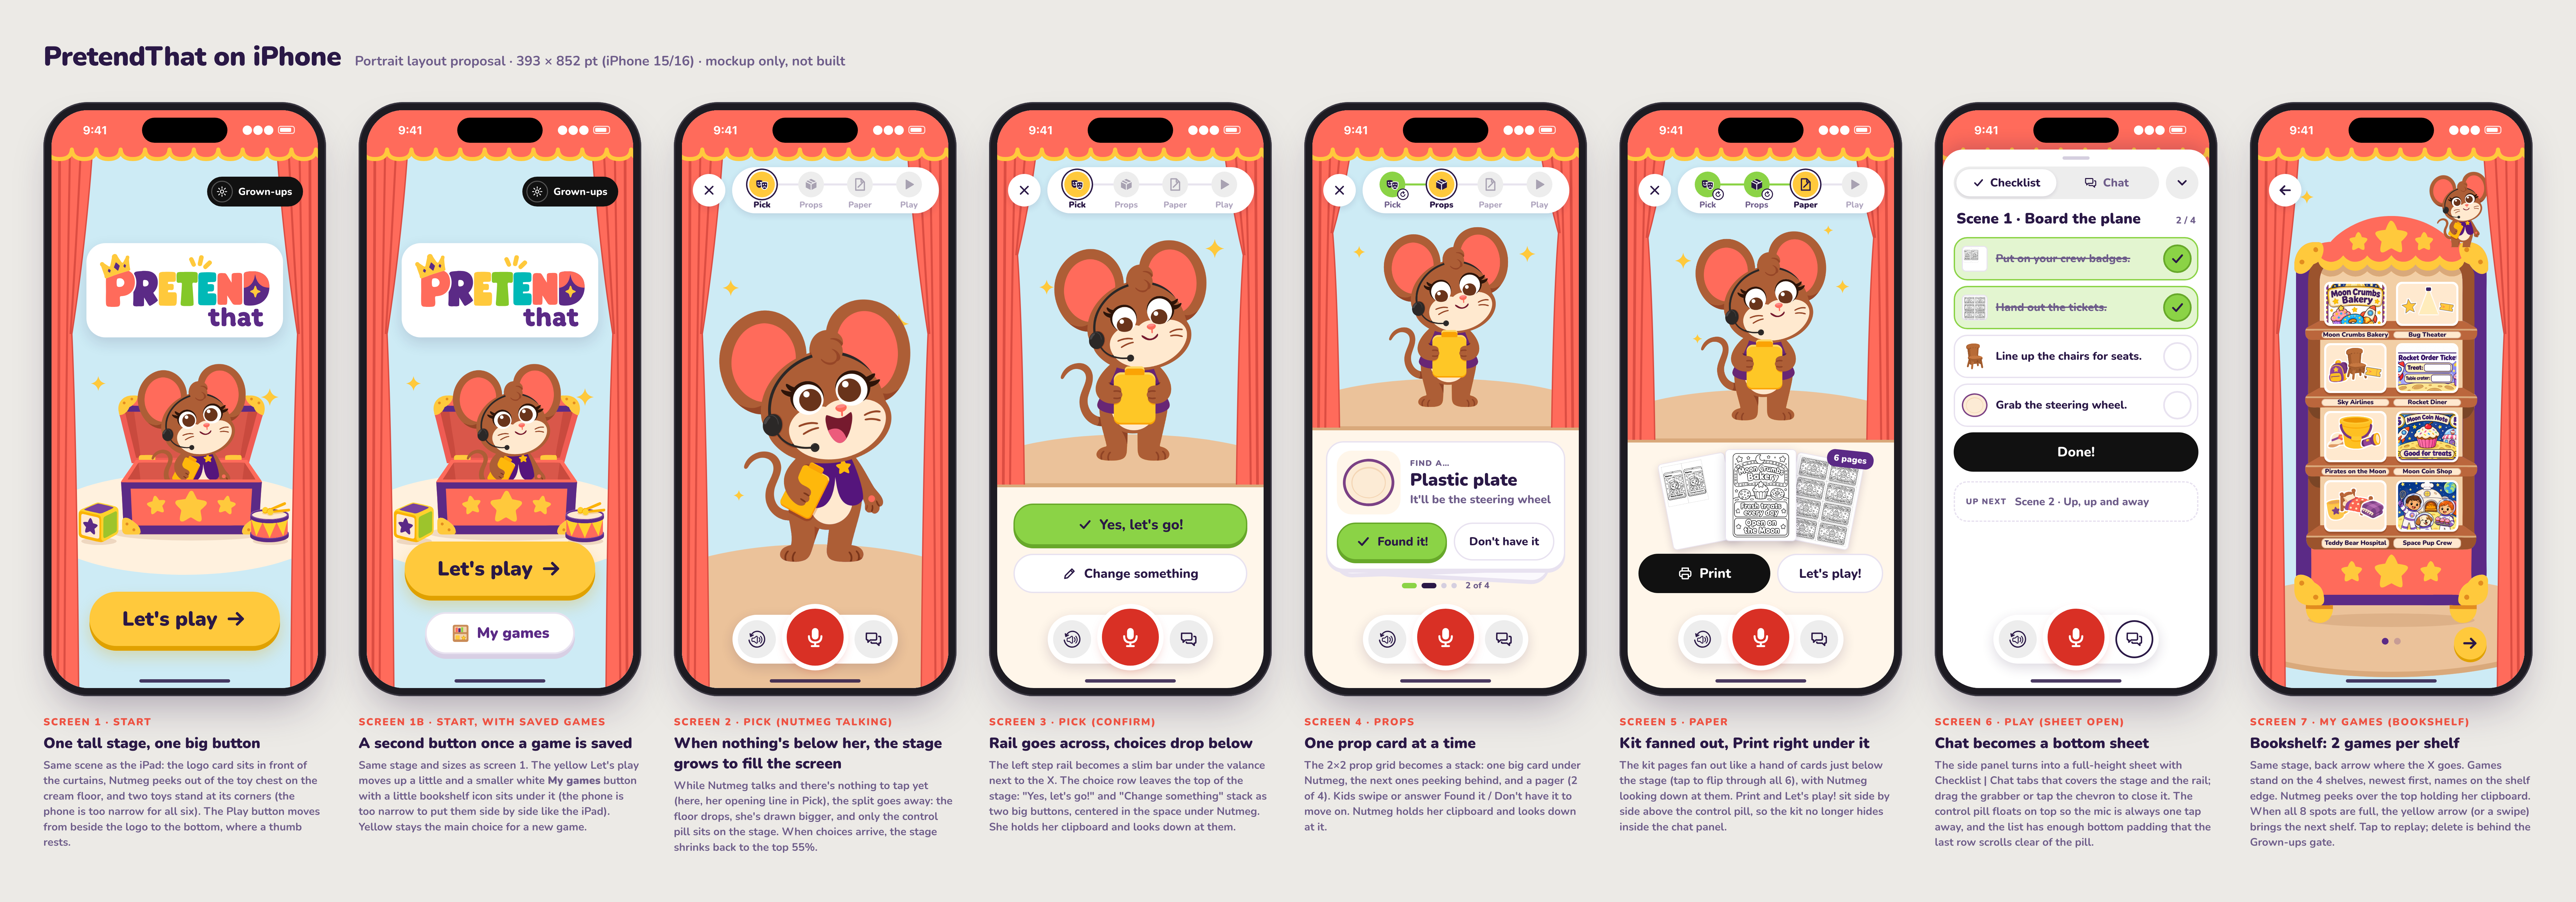 PretendThat on iPhone
Portrait layout proposal · 393 × 852 pt (iPhone 15/16) · mockup only, not built
9:41
Grown-ups
PRETEND
that
Let's play →
SCREEN 1 · START
One tall stage, one big button
Same scene as the iPad: the logo card sits in front of
the curtains, Nutmeg peeks out of the toy chest on the
cream floor, and two toys stand at its corners (the
phone is too narrow for all six). The Play button moves
from beside the logo to the bottom, where a thumb
rests.
9:41
Grown-ups
PRETEND
that
Let's play →
My games
SCREEN 1B · START, WITH SAVED GAMES
A second button once a game is saved
Same stage and sizes as screen 1. The yellow Let's play
moves up a little and a smaller white My games button
with a little bookshelf icon sits under it (the phone is
too narrow to put them side by side like the iPad).
Yellow stays the main choice for a new game.
9:41
Pick Props Paper Play
SCREEN 2 · PICK (NUTMEG TALKING)
When nothing's below her, the stage
grows to fill the screen
While Nutmeg talks and there's nothing to tap yet
(here, her opening line in Pick), the split goes away: the
floor drops, she's drawn bigger, and only the control
pill sits on the stage. When choices arrive, the stage
shrinks back to the top 55%.
9:41
Pick Props Paper Play
Yes, let's go!
Change something
SCREEN 3 · PICK (CONFIRM)
Rail goes across, choices drop below
The left step rail becomes a slim bar under the valance
next to the X. The choice row leaves the top of the
stage: "Yes, let's go!" and "Change something" stack as
two big buttons, centered in the space under Nutmeg.
She holds her clipboard and looks down at them.
9:41
Pick Props Paper Play
FIND A...
Plastic plate
It'll be the steering wheel
Found it!
Don't have it
2 of 4
SCREEN 4 · PROPS
One prop card at a time
The 2×2 prop grid becomes a stack: one big card under
Nutmeg, the next ones peeking behind, and a pager (2
of 4). Kids swipe or answer Found it / Don't have it to
move on. Nutmeg holds her clipboard and looks down
at it.
9:41
Pick Props Paper Play
6 pages
Moon Crumbs
Bakery
Fresh treats
every day
Open on
the Moon
Print
Let's play!
SCREEN 5 · PAPER
Kit fanned out, Print right under it
The kit pages fan out like a hand of cards just below
the stage (tap to flip through all 6), with Nutmeg
looking down at them. Print and Let's play! sit side by
side above the control pill, so the kit no longer hides
inside the chat panel.
9:41
Checklist
Chat
Scene 1 · Board the plane
2 / 4
Put on your crew badges.
Hand out the tickets.
Line up the chairs for seats.
Grab the steering wheel.
Done!
UP NEXT Scene 2 · Up, up and away
SCREEN 6 · PLAY (SHEET OPEN)
Chat becomes a bottom sheet
The side panel turns into a full-height sheet with
Checklist | Chat tabs that covers the stage and the rail;
drag the grabber or tap the chevron to close it. The
control pill floats on top so the mic is always one tap
away, and the list has enough bottom padding that the
last row scrolls clear of the pill.
9:41
Moon Crumbs
Bakery
Moon Crumbs Bakery
Bug Theater
Rocket Order Ticket
Treat:
Sky Airlines
Rocket Diner
Moon Coin Note
Good for treats
Pirates on the Moon
Moon Coin Shop
Teddy Bear Hospital
Space Pup Crew
SCREEN 7 · MY GAMES (BOOKSHELF)
Bookshelf: 2 games per shelf
Same stage, back arrow where the X goes. Games
stand on the 4 shelves, newest first, names on the shelf
edge. Nutmeg peeks over the top holding her clipboard.
When all 8 spots are full, the yellow arrow (or a swipe)
brings the next shelf. Tap to replay; delete is behind the
Grown-ups gate.